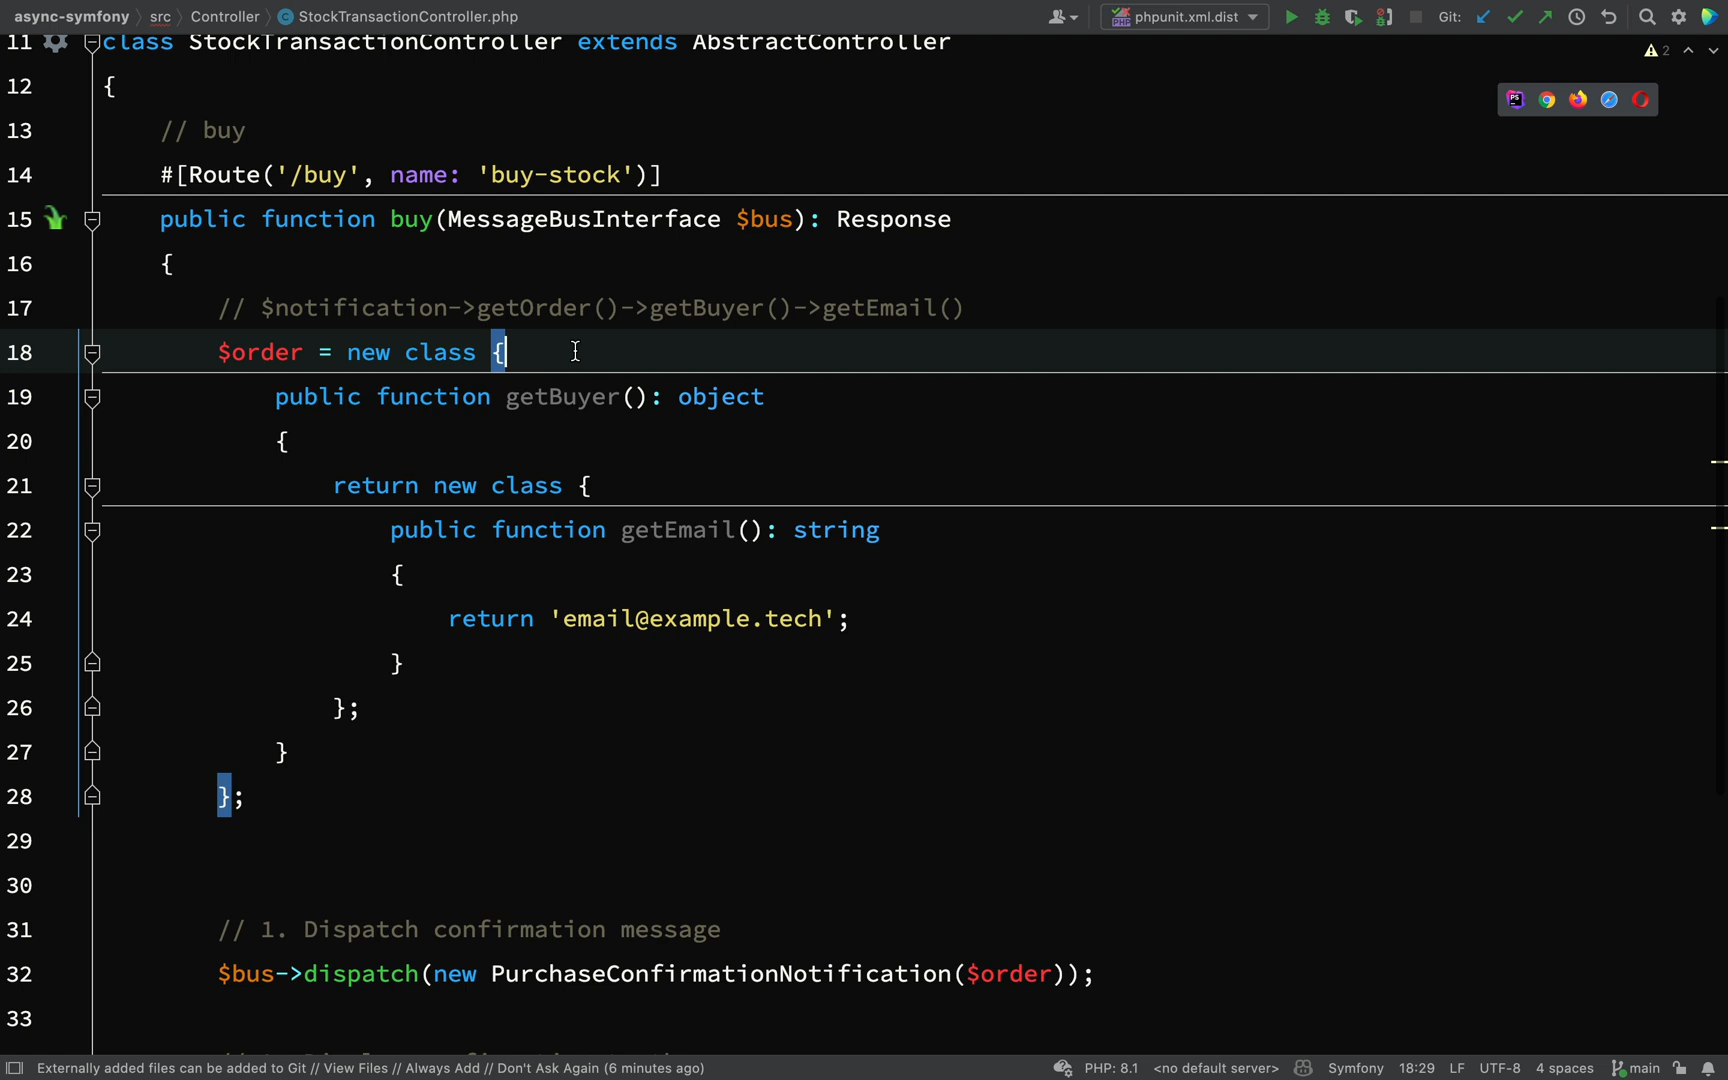 async-symfony src Controller StockTransactionController.php phpunit.xml.dist Git:
11 class StockTransactionController extends AbstractController
2
12 {
13 // buy
14 #[Route('/buy', name: 'buy-stock')]
15 public function buy(MessageBusInterface $bus): Response
16 {
17 // $notification->getOrder()->getBuyer()->getEmail()
18 $order = new class {
19 public function getBuyer(): object
20 {
21 return new class {
22 public function getEmail(): string
23 {
24 return 'email@example.tech';
25 }
26 };
27 }
28 };
29
30
31 // 1. Dispatch confirmation message
32 $bus->dispatch(new PurchaseConfirmationNotification($order));
33
Externally added files can be added to Git // View Files // Always Add // Don't Ask Again (6 minutes ago) PHP: 8.1 <no default server> Symfony 18:29 LF UTF-8 4 spaces main